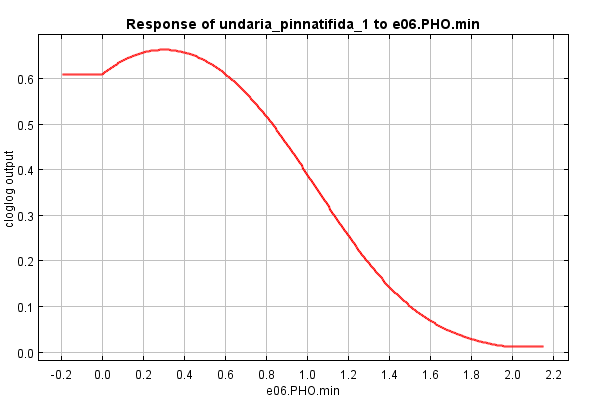 Response of undaria_pinnatifida_1 to e06.PHO.min
cloglog output
0.6
0.5
0.4
0.3
0.2
0.1
0.0
-0.2 0.0 0.2 0.4 0.6 0.8 1.0 1.2 1.4 1.6 1.8 2.0 2.2
e06.PHO.min